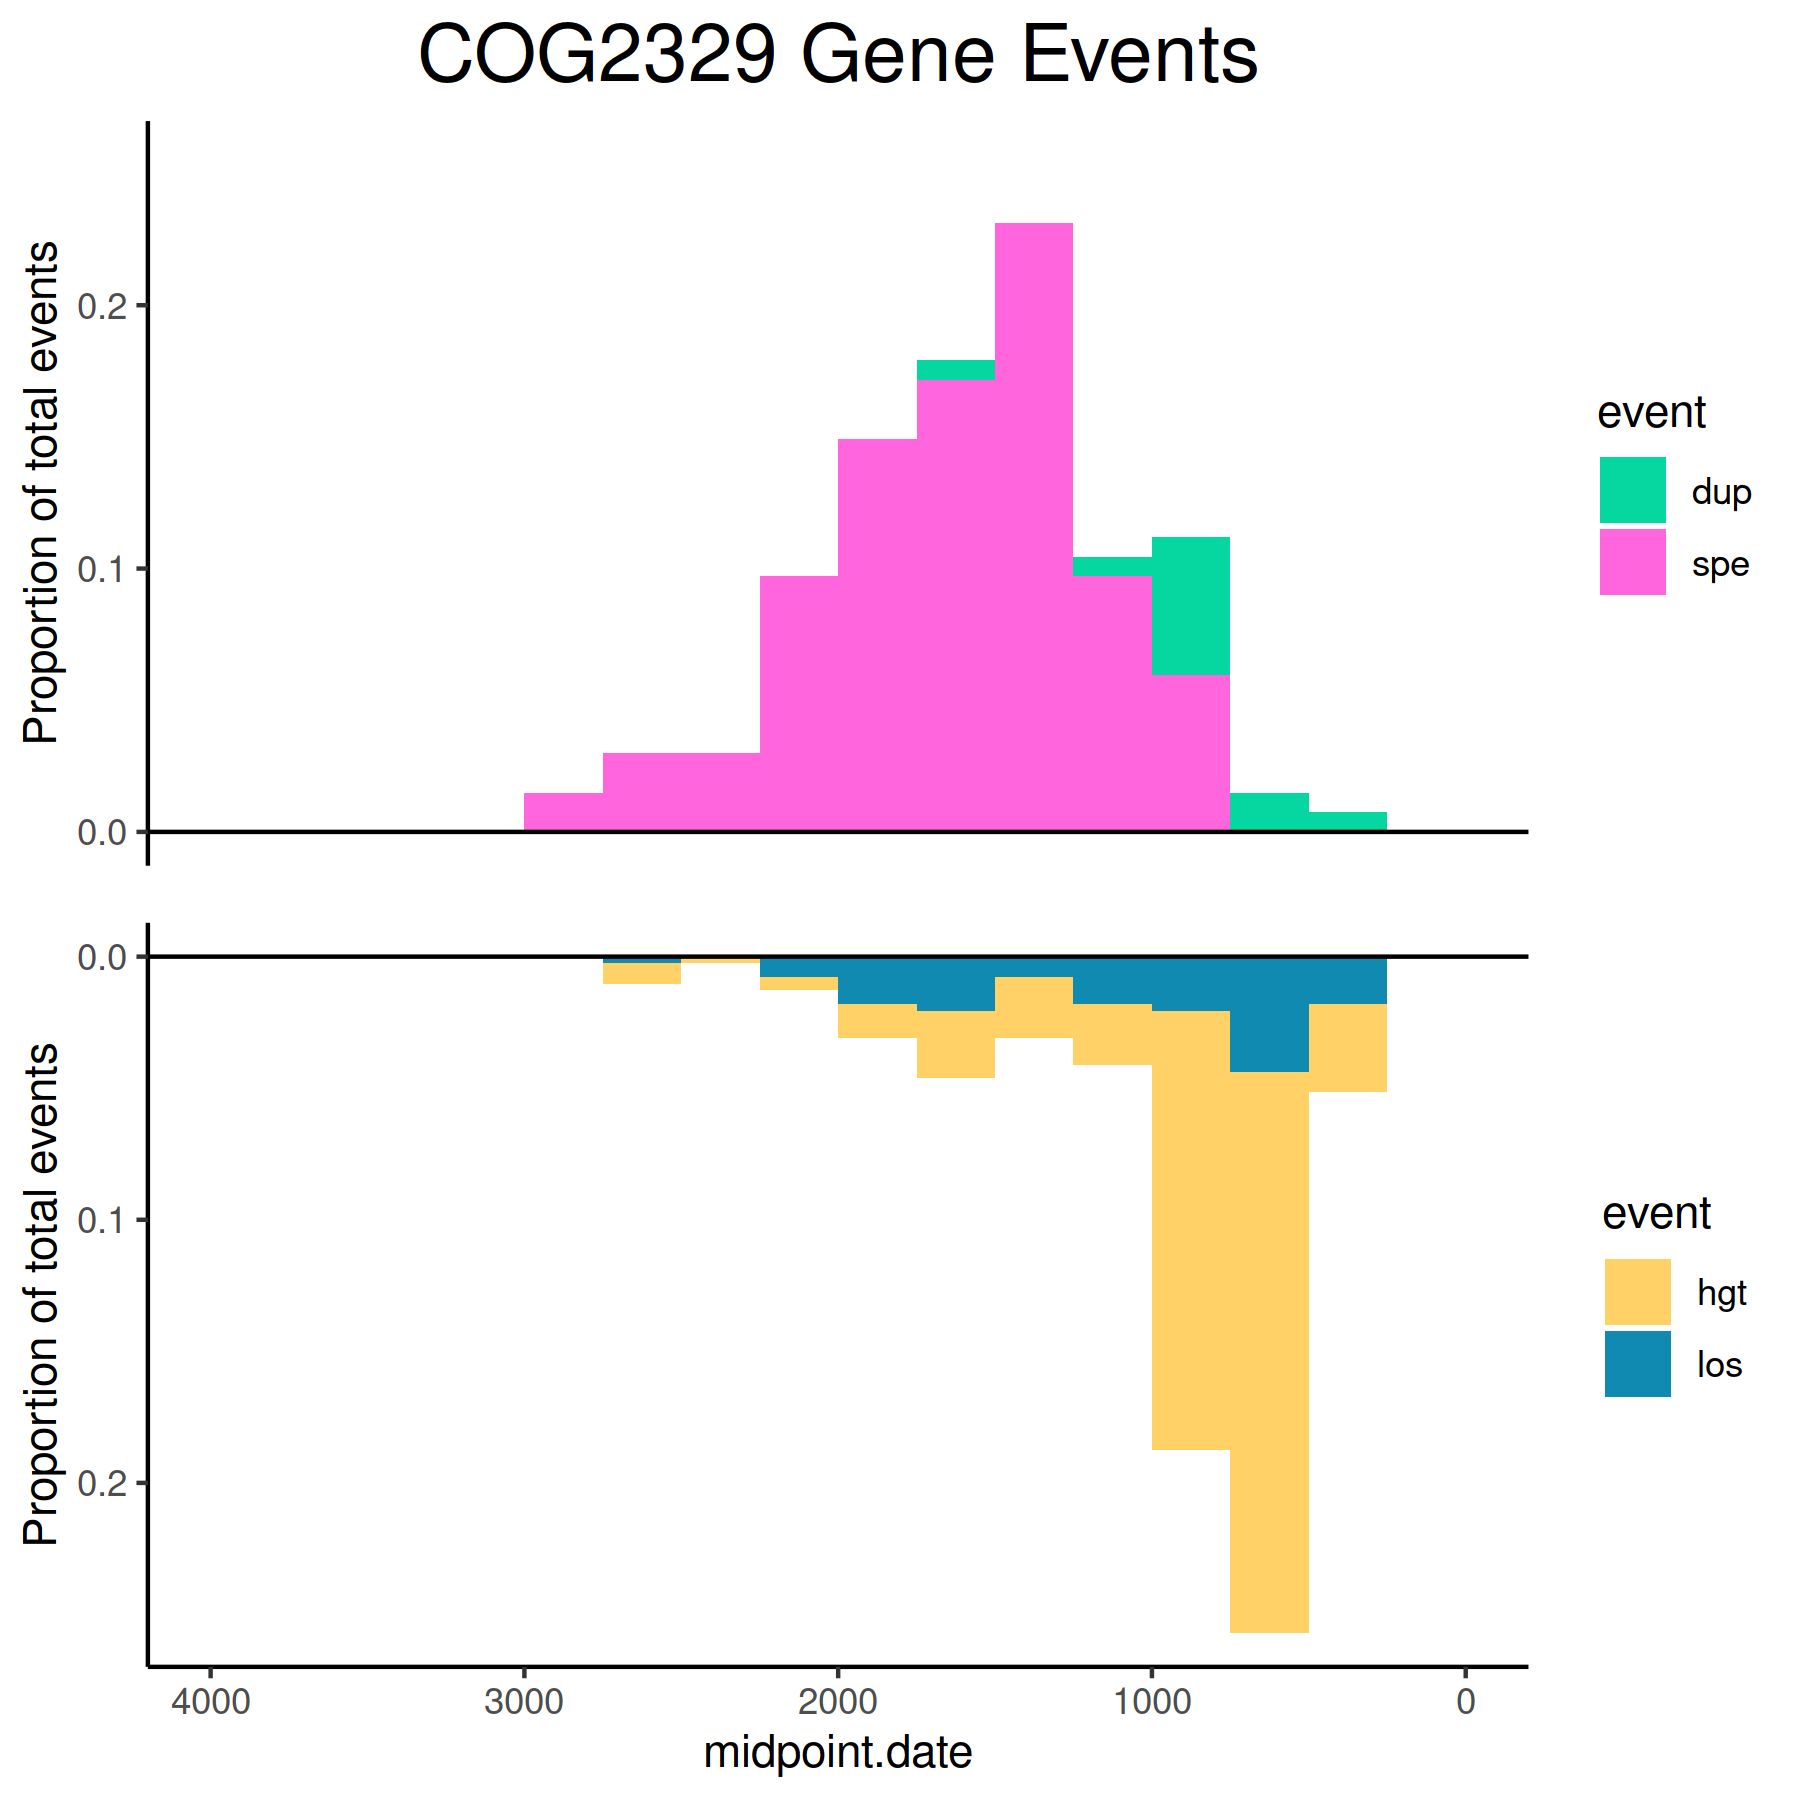 COG2329 Gene Events
Proportion of total events
0.2
0.1
0.0
event
dup
spe
Proportion of total events
0.0
0.1
0.2
event
hgt
los
4000 3000 2000 1000 0
midpoint.date